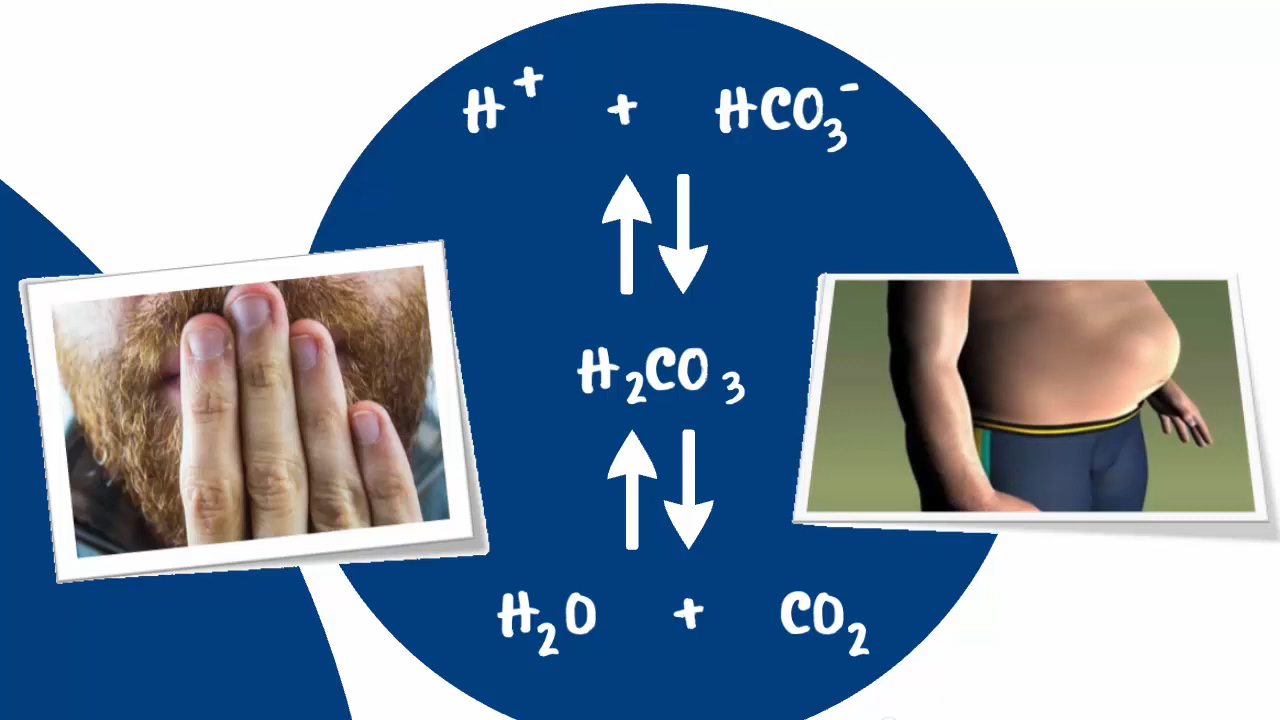 H⁺ + HCO₃⁻
H₂CO₃
H₂O + CO₂